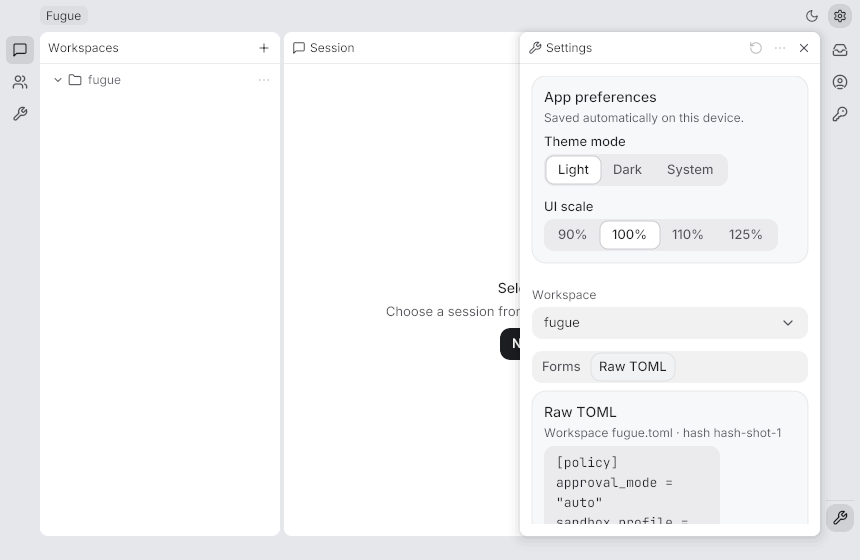 Fugue
Workspaces
fugue
Session
Choose a session from
Settings
App preferences
Saved automatically on this device.
Theme mode
Light Dark System
UI scale
90% 100% 110% 125%
Workspace
fugue
Forms Raw TOML
Raw TOML
Workspace fugue.toml · hash hash-shot-1
[policy]
approval_mode =
"auto"
sandbox_profile =